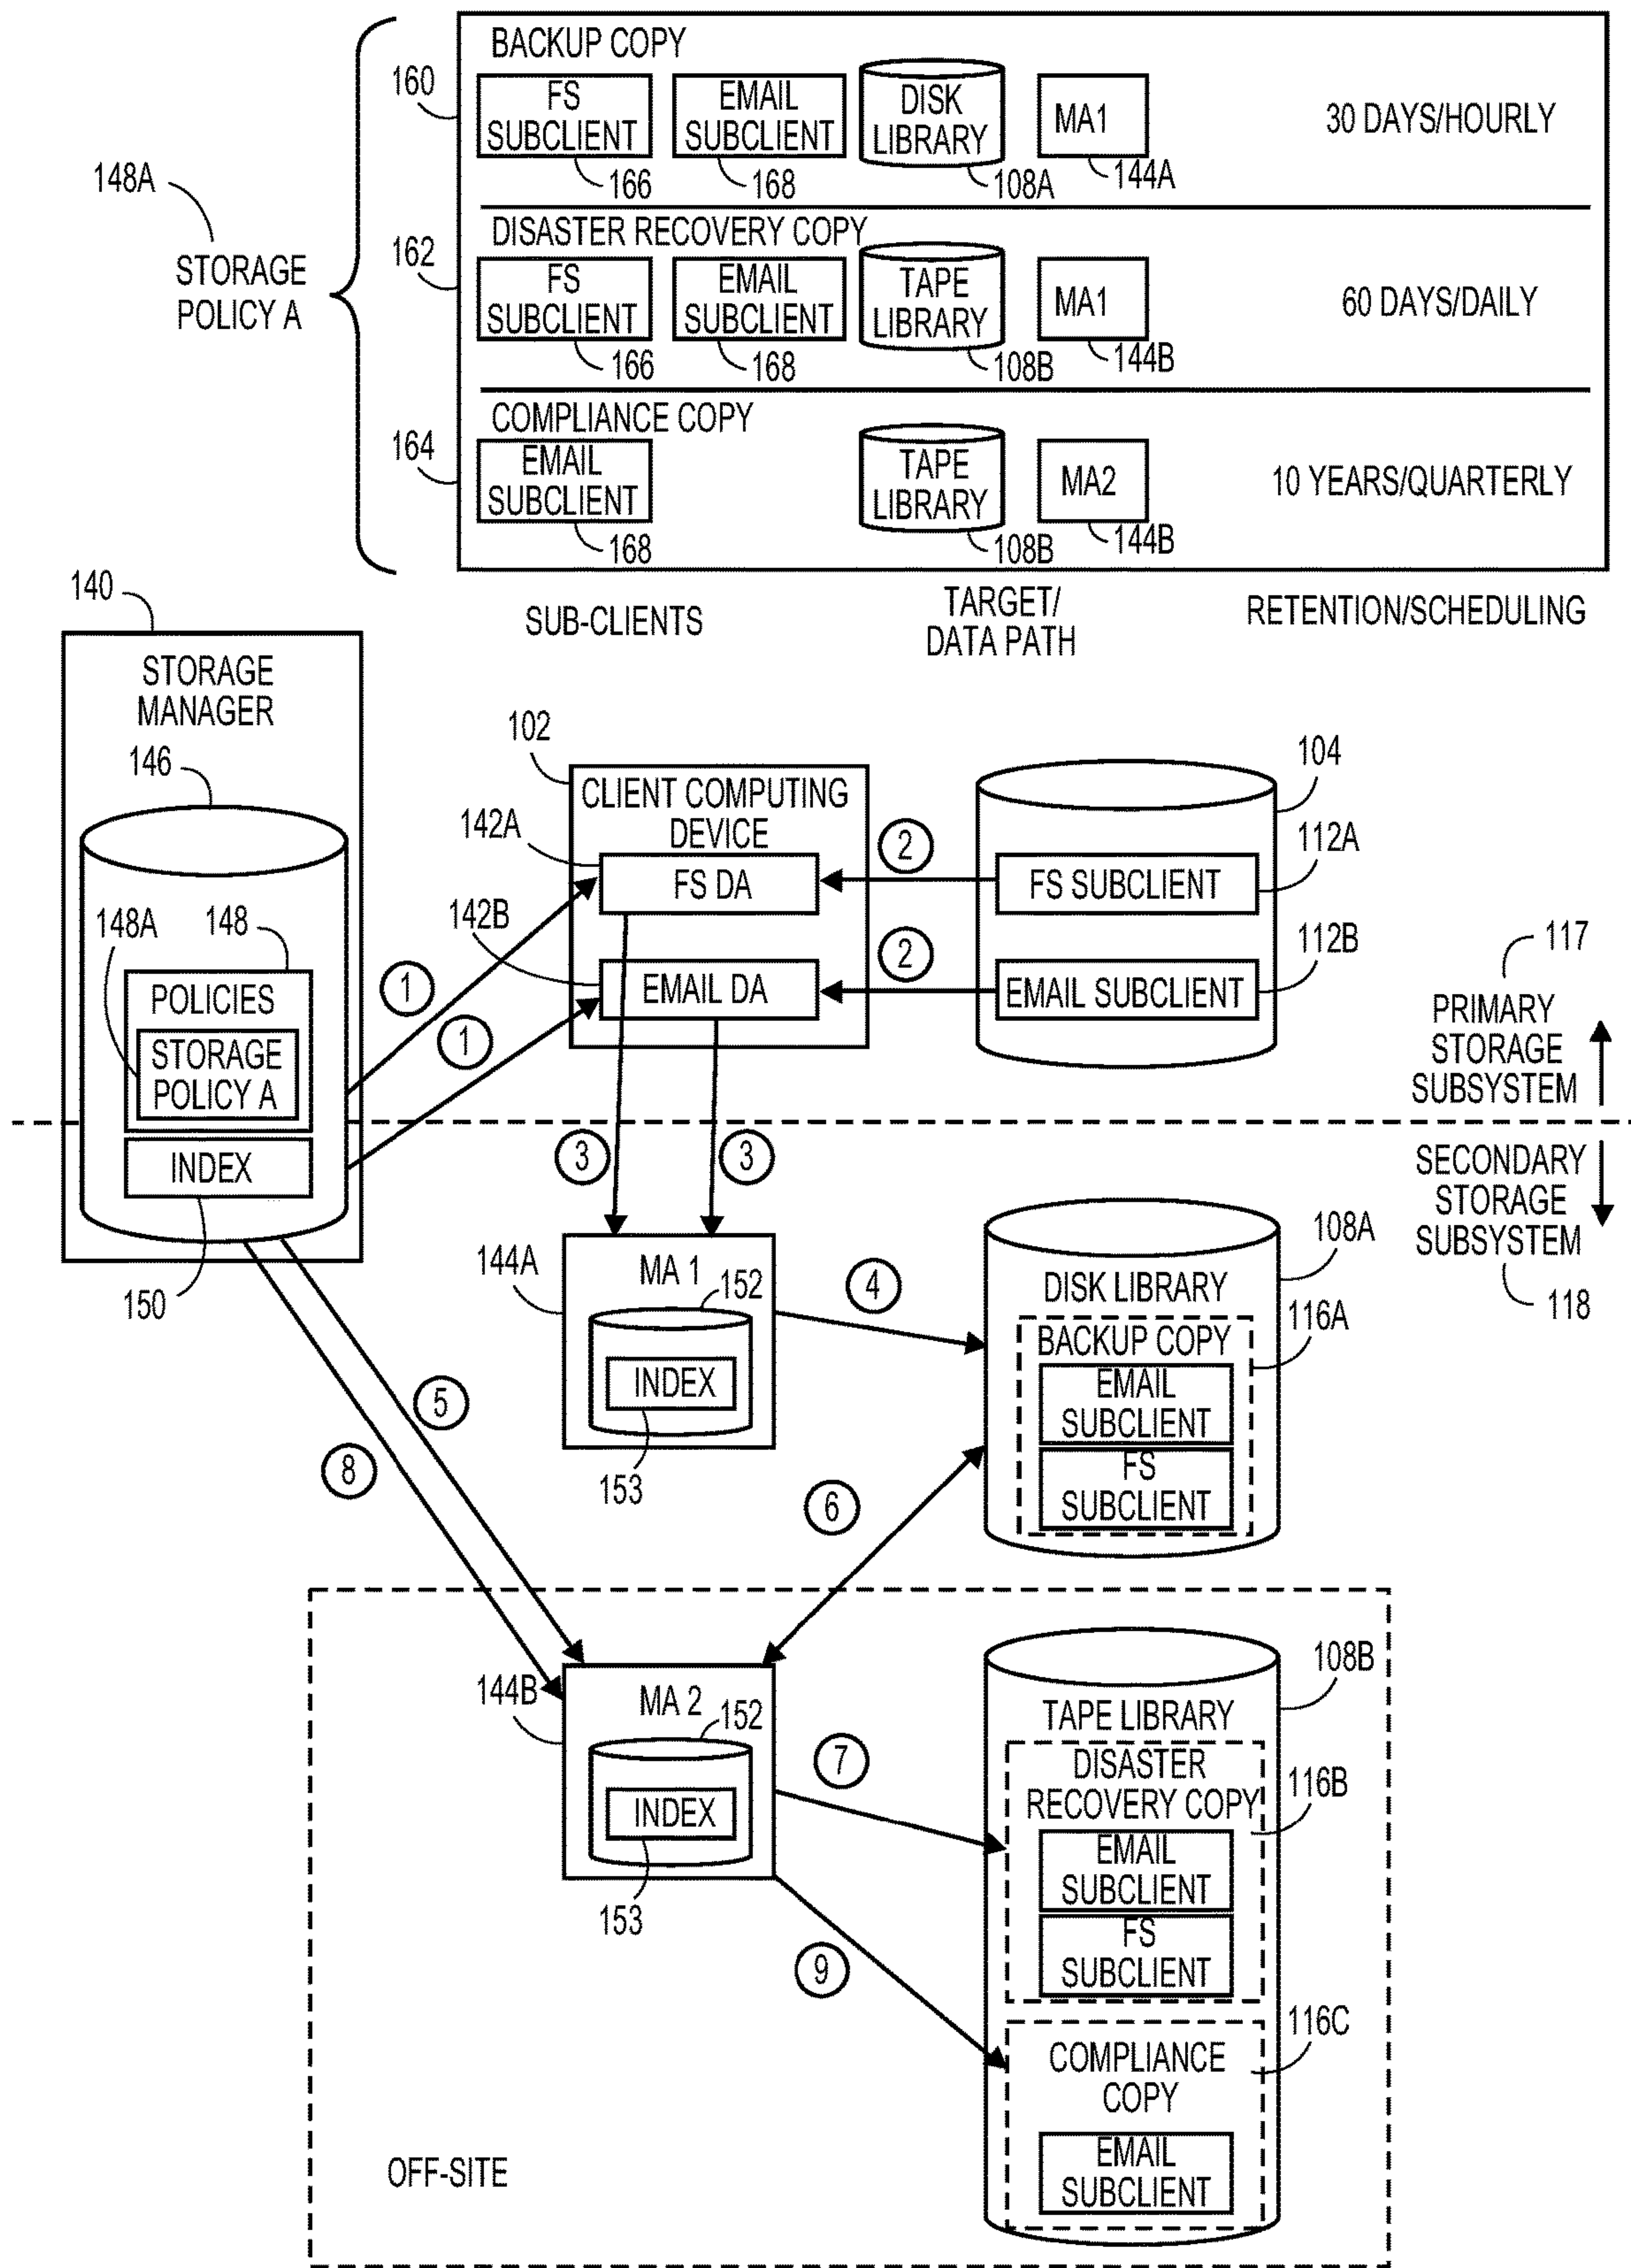 BACKUP COPY
160
FS
SUBCLIENT
166
EMAIL
SUBCLIENT
168
DISK
LIBRARY
108A
MA1
144A
30 DAYS/HOURLY
148A
STORAGE
POLICY A
DISASTER RECOVERY COPY
162
FS
SUBCLIENT
166
EMAIL
SUBCLIENT
168
TAPE
LIBRARY
108B
MA1
144B
60 DAYS/DAILY
COMPLIANCE COPY
164
EMAIL
SUBCLIENT
168
TAPE
LIBRARY
108B
MA2
144B
10 YEARS/QUARTERLY
SUB-CLIENTS
TARGET/
DATA PATH
RETENTION/SCHEDULING
140
STORAGE
MANAGER
146
148A
148
POLICIES
STORAGE
POLICY A
INDEX
150
1
1
102
CLIENT COMPUTING
DEVICE
142A
FS DA
142B
EMAIL DA
2
2
104
FS SUBCLIENT
112A
EMAIL SUBCLIENT
112B
117
PRIMARY
STORAGE
SUBSYSTEM
SECONDARY
STORAGE
SUBSYSTEM
118
3
3
144A
MA 1
152
INDEX
153
4
108A
DISK LIBRARY
116A
BACKUP COPY
EMAIL
SUBCLIENT
FS
SUBCLIENT
5
8
6
144B
MA 2
152
INDEX
153
7
9
108B
TAPE LIBRARY
DISASTER
RECOVERY COPY
116B
EMAIL
SUBCLIENT
FS
SUBCLIENT
116C
COMPLIANCE
COPY
EMAIL
SUBCLIENT
OFF-SITE